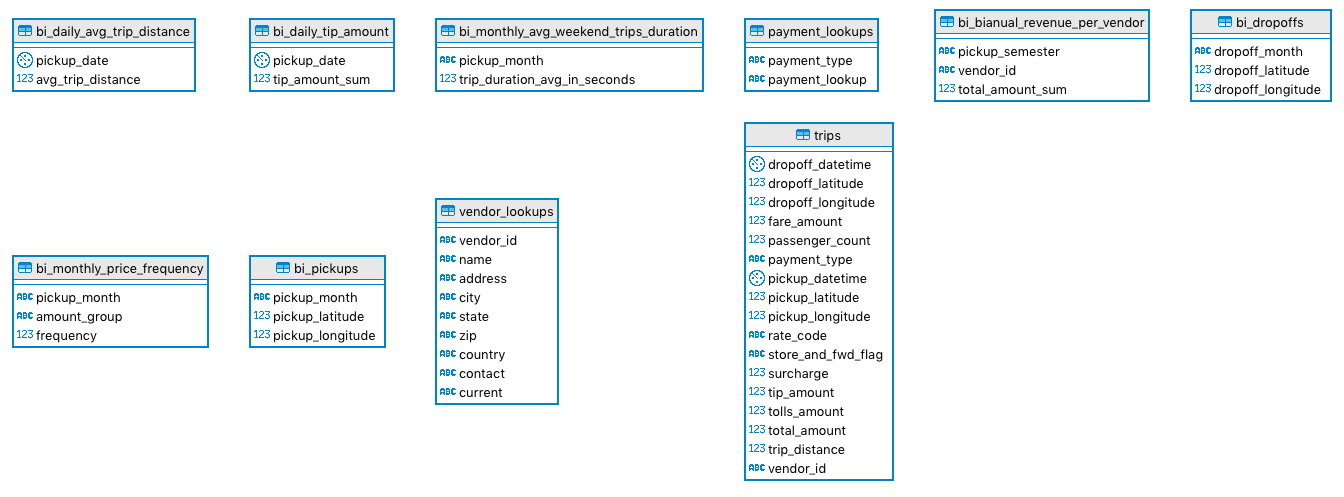 bi_daily_avg_trip_distance
pickup_date
123 avg_trip_distance
bi_daily_tip_amount
pickup_date
123 tip_amount_sum
bi_monthly_avg_weekend_trips_duration
ABC pickup_month
123 trip_duration_avg_in_seconds
payment_lookups
ABC payment_type
ABC payment_lookup
bi_bianual_revenue_per_vendor
ABC pickup_semester
ABC vendor_id
123 total_amount_sum
bi_dropoffs
ABC dropoff_month
123 dropoff_latitude
123 dropoff_longitude
bi_monthly_price_frequency
ABC pickup_month
ABC amount_group
123 frequency
bi_pickups
ABC pickup_month
123 pickup_latitude
123 pickup_longitude
vendor_lookups
ABC vendor_id
ABC name
ABC address
ABC city
ABC state
ABC zip
ABC country
ABC contact
ABC current
trips
dropoff_datetime
123 dropoff_latitude
123 dropoff_longitude
123 fare_amount
123 passenger_count
ABC payment_type
pickup_datetime
123 pickup_latitude
123 pickup_longitude
ABC rate_code
ABC store_and_fwd_flag
123 surcharge
123 tip_amount
123 tolls_amount
123 total_amount
123 trip_distance
ABC vendor_id